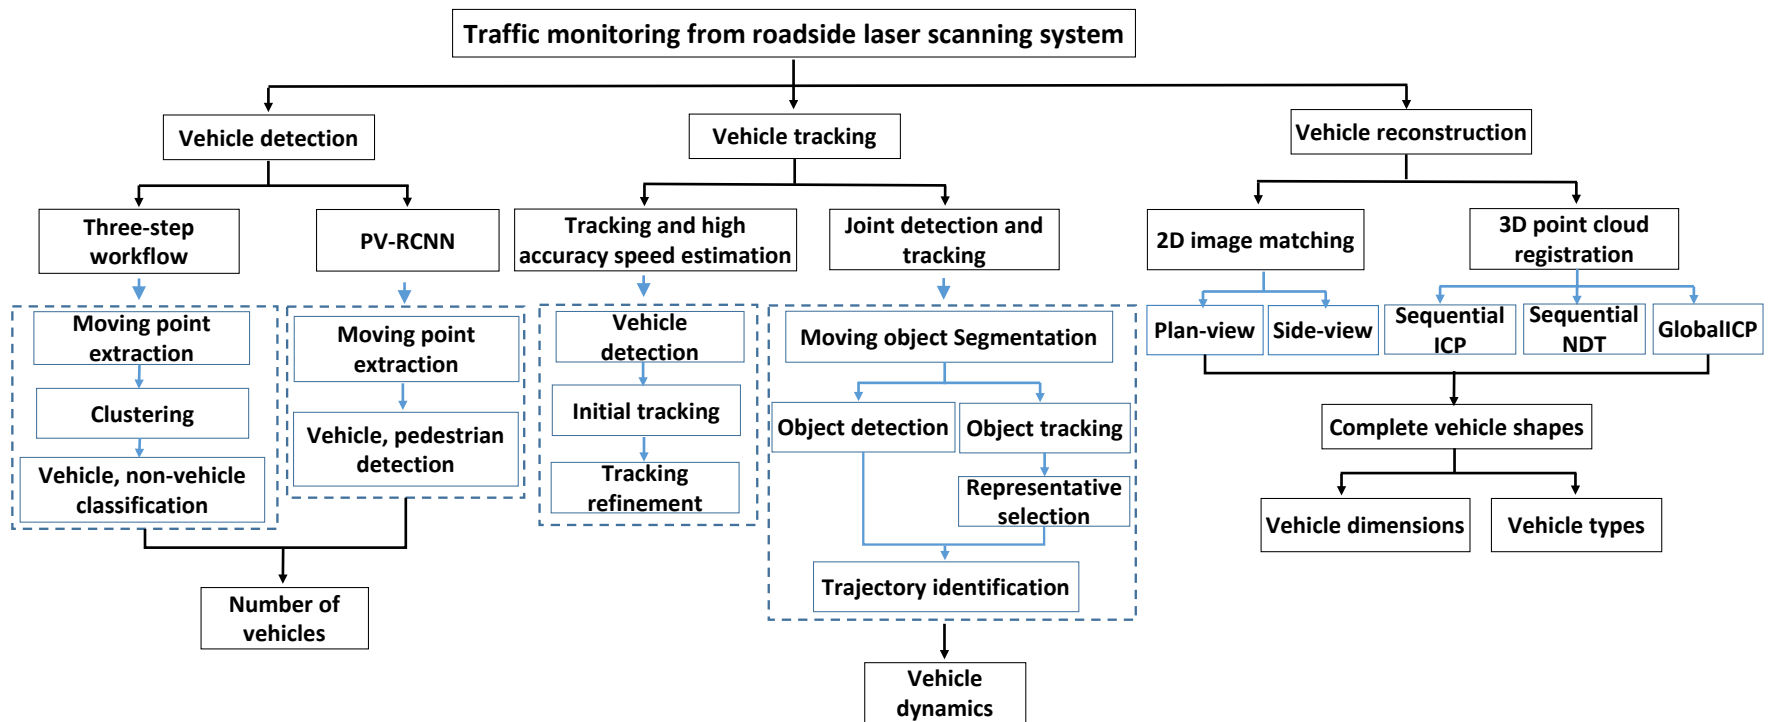 Traffic monitoring from roadside laser scanning system
Vehicle detection
Vehicle tracking
Vehicle reconstruction
Three-step
workflow
PV-RCNN
Tracking and high
accuracy speed estimation
Joint detection and
tracking
2D image matching
3D point cloud
registration
Moving point
extraction
Clustering
Vehicle, non-vehicle
classification
Moving point
extraction
Vehicle, pedestrian
detection
Number of
vehicles
Vehicle
detection
Initial tracking
Tracking
refinement
Moving object Segmentation
Object detection
Object tracking
Representative
selection
Trajectory identification
Vehicle
dynamics
Plan-view
Side-view
Sequential
ICP
Sequential
NDT
GlobalICP
Complete vehicle shapes
Vehicle dimensions
Vehicle types